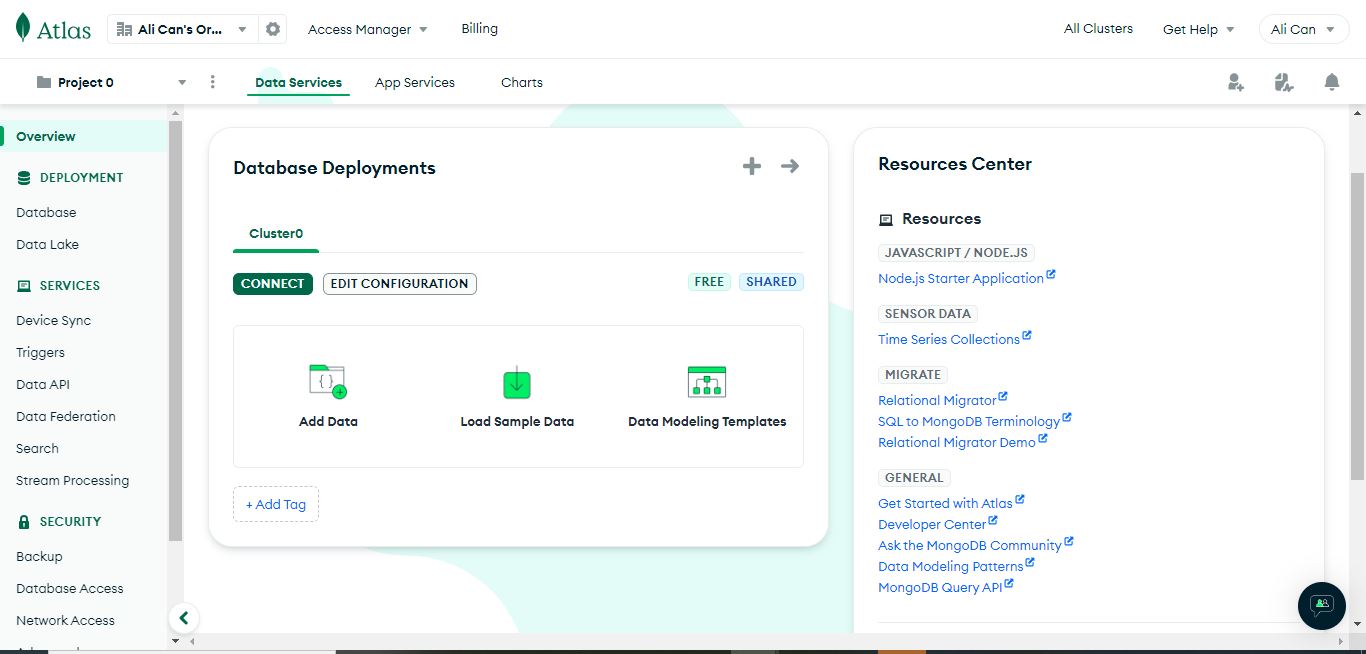 Atlas
Ali Can's Or...
Access Manager
Billing
All Clusters
Get Help
Ali Can
Project 0
Data Services
App Services
Charts
Overview
DEPLOYMENT
Database
Data Lake
SERVICES
Device Sync
Triggers
Data API
Data Federation
Search
Stream Processing
SECURITY
Backup
Database Access
Network Access
Database Deployments
Cluster0
CONNECT
EDIT CONFIGURATION
FREE
SHARED
{ }
Add Data
Load Sample Data
Data Modeling Templates
+ Add Tag
Resources Center
Resources
JAVASCRIPT / NODE.JS
Node.js Starter Application
SENSOR DATA
Time Series Collections
MIGRATE
Relational Migrator
SQL to MongoDB Terminology
Relational Migrator Demo
GENERAL
Get Started with Atlas
Developer Center
Ask the MongoDB Community
Data Modeling Patterns
MongoDB Query API